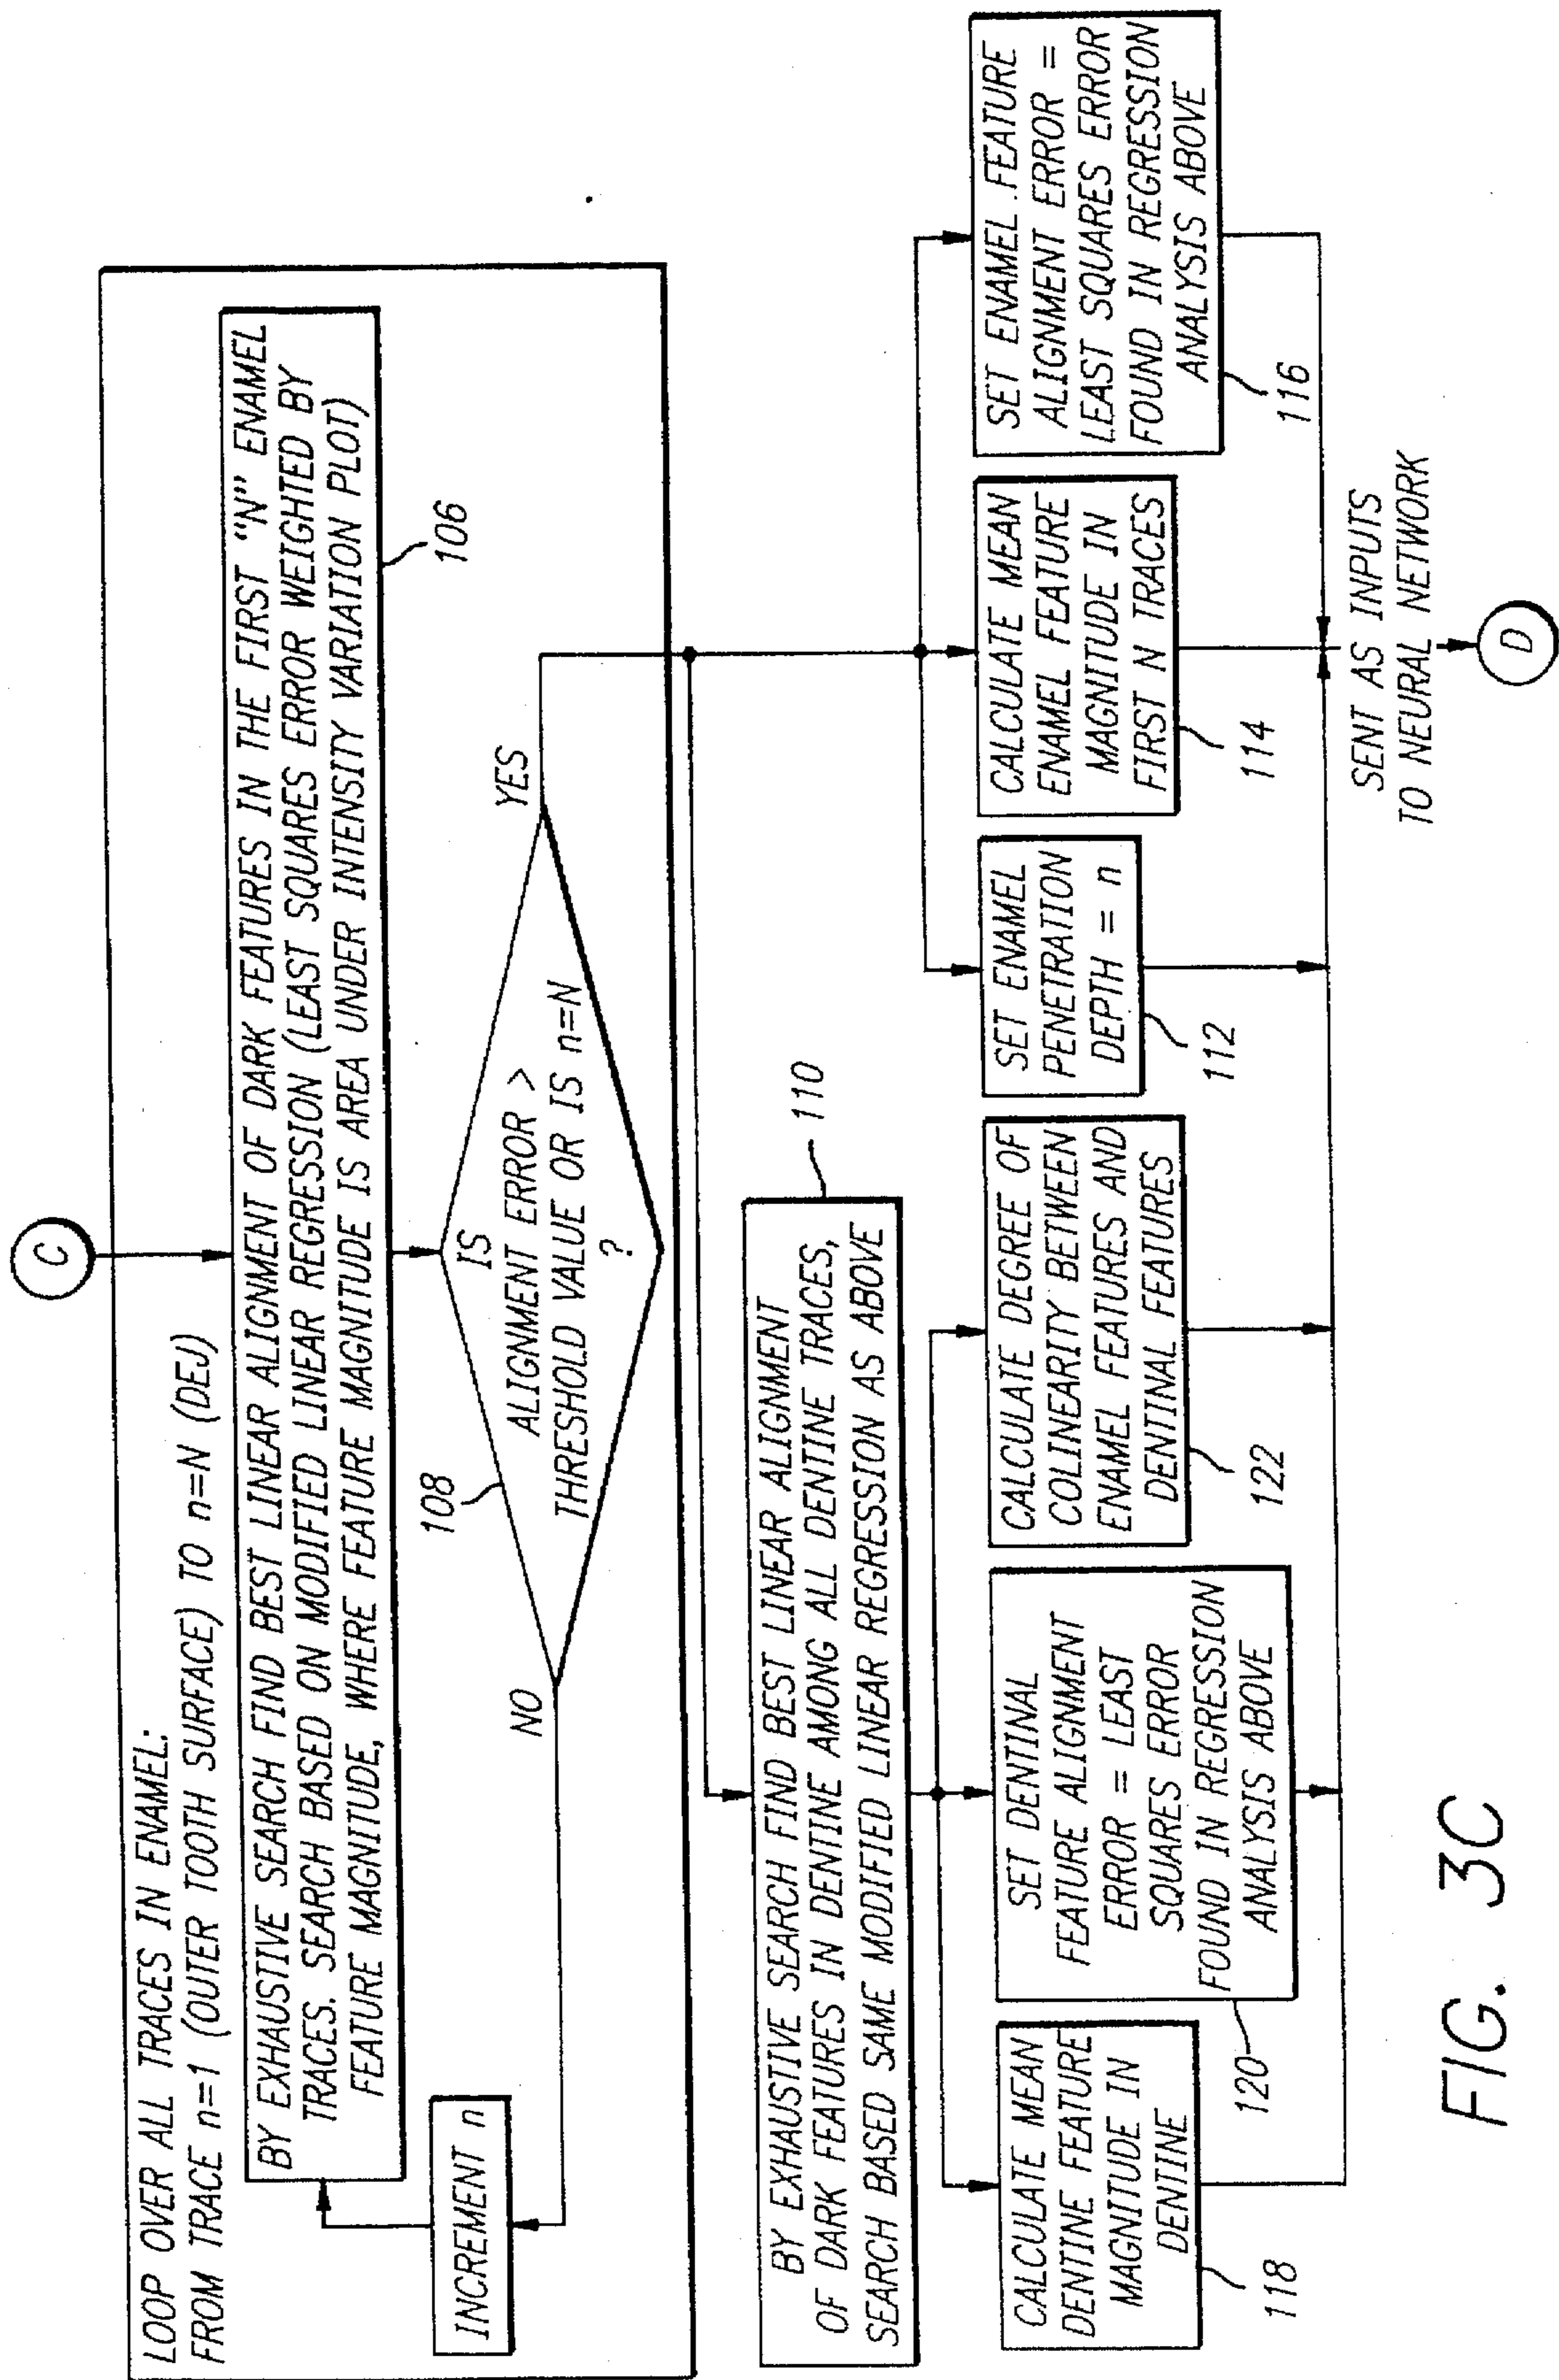 C
LOOP OVER ALL TRACES IN ENAMEL:
FROM TRACE n=1 (OUTER TOOTH SURFACE) TO n=N (DEJ)
BY EXHAUSTIVE SEARCH FIND BEST LINEAR ALIGNMENT OF DARK FEATURES IN THE FIRST "N" ENAMEL
TRACES. SEARCH BASED ON MODIFIED LINEAR REGRESSION (LEAST SQUARES ERROR WEIGHTED BY
FEATURE MAGNITUDE, WHERE FEATURE MAGNITUDE IS AREA UNDER INTENSITY VARIATION PLOT)
106
INCREMENT n
108
NO
IS
ALIGNMENT ERROR >
THRESHOLD VALUE OR IS n=N
?
YES
BY EXHAUSTIVE SEARCH FIND BEST LINEAR ALIGNMENT
OF DARK FEATURES IN DENTINE AMONG ALL DENTINE TRACES,
SEARCH BASED SAME MODIFIED LINEAR REGRESSION AS ABOVE
110
CALCULATE MEAN
DENTINE FEATURE
MAGNITUDE IN
DENTINE
118
SET DENTINAL
FEATURE ALIGNMENT
ERROR = LEAST
SQUARES ERROR
FOUND IN REGRESSION
ANALYSIS ABOVE
120
CALCULATE DEGREE OF
COLINEARITY BETWEEN
ENAMEL FEATURES AND
DENTINAL FEATURES
122
SET ENAMEL
PENETRATION
DEPTH = n
112
CALCULATE MEAN
ENAMEL FEATURE
MAGNITUDE IN
FIRST N TRACES
114
SET ENAMEL FEATURE
ALIGNMENT ERROR =
LEAST SQUARES ERROR
FOUND IN REGRESSION
ANALYSIS ABOVE
116
SENT AS INPUTS
TO NEURAL NETWORK
D
FIG. 3C